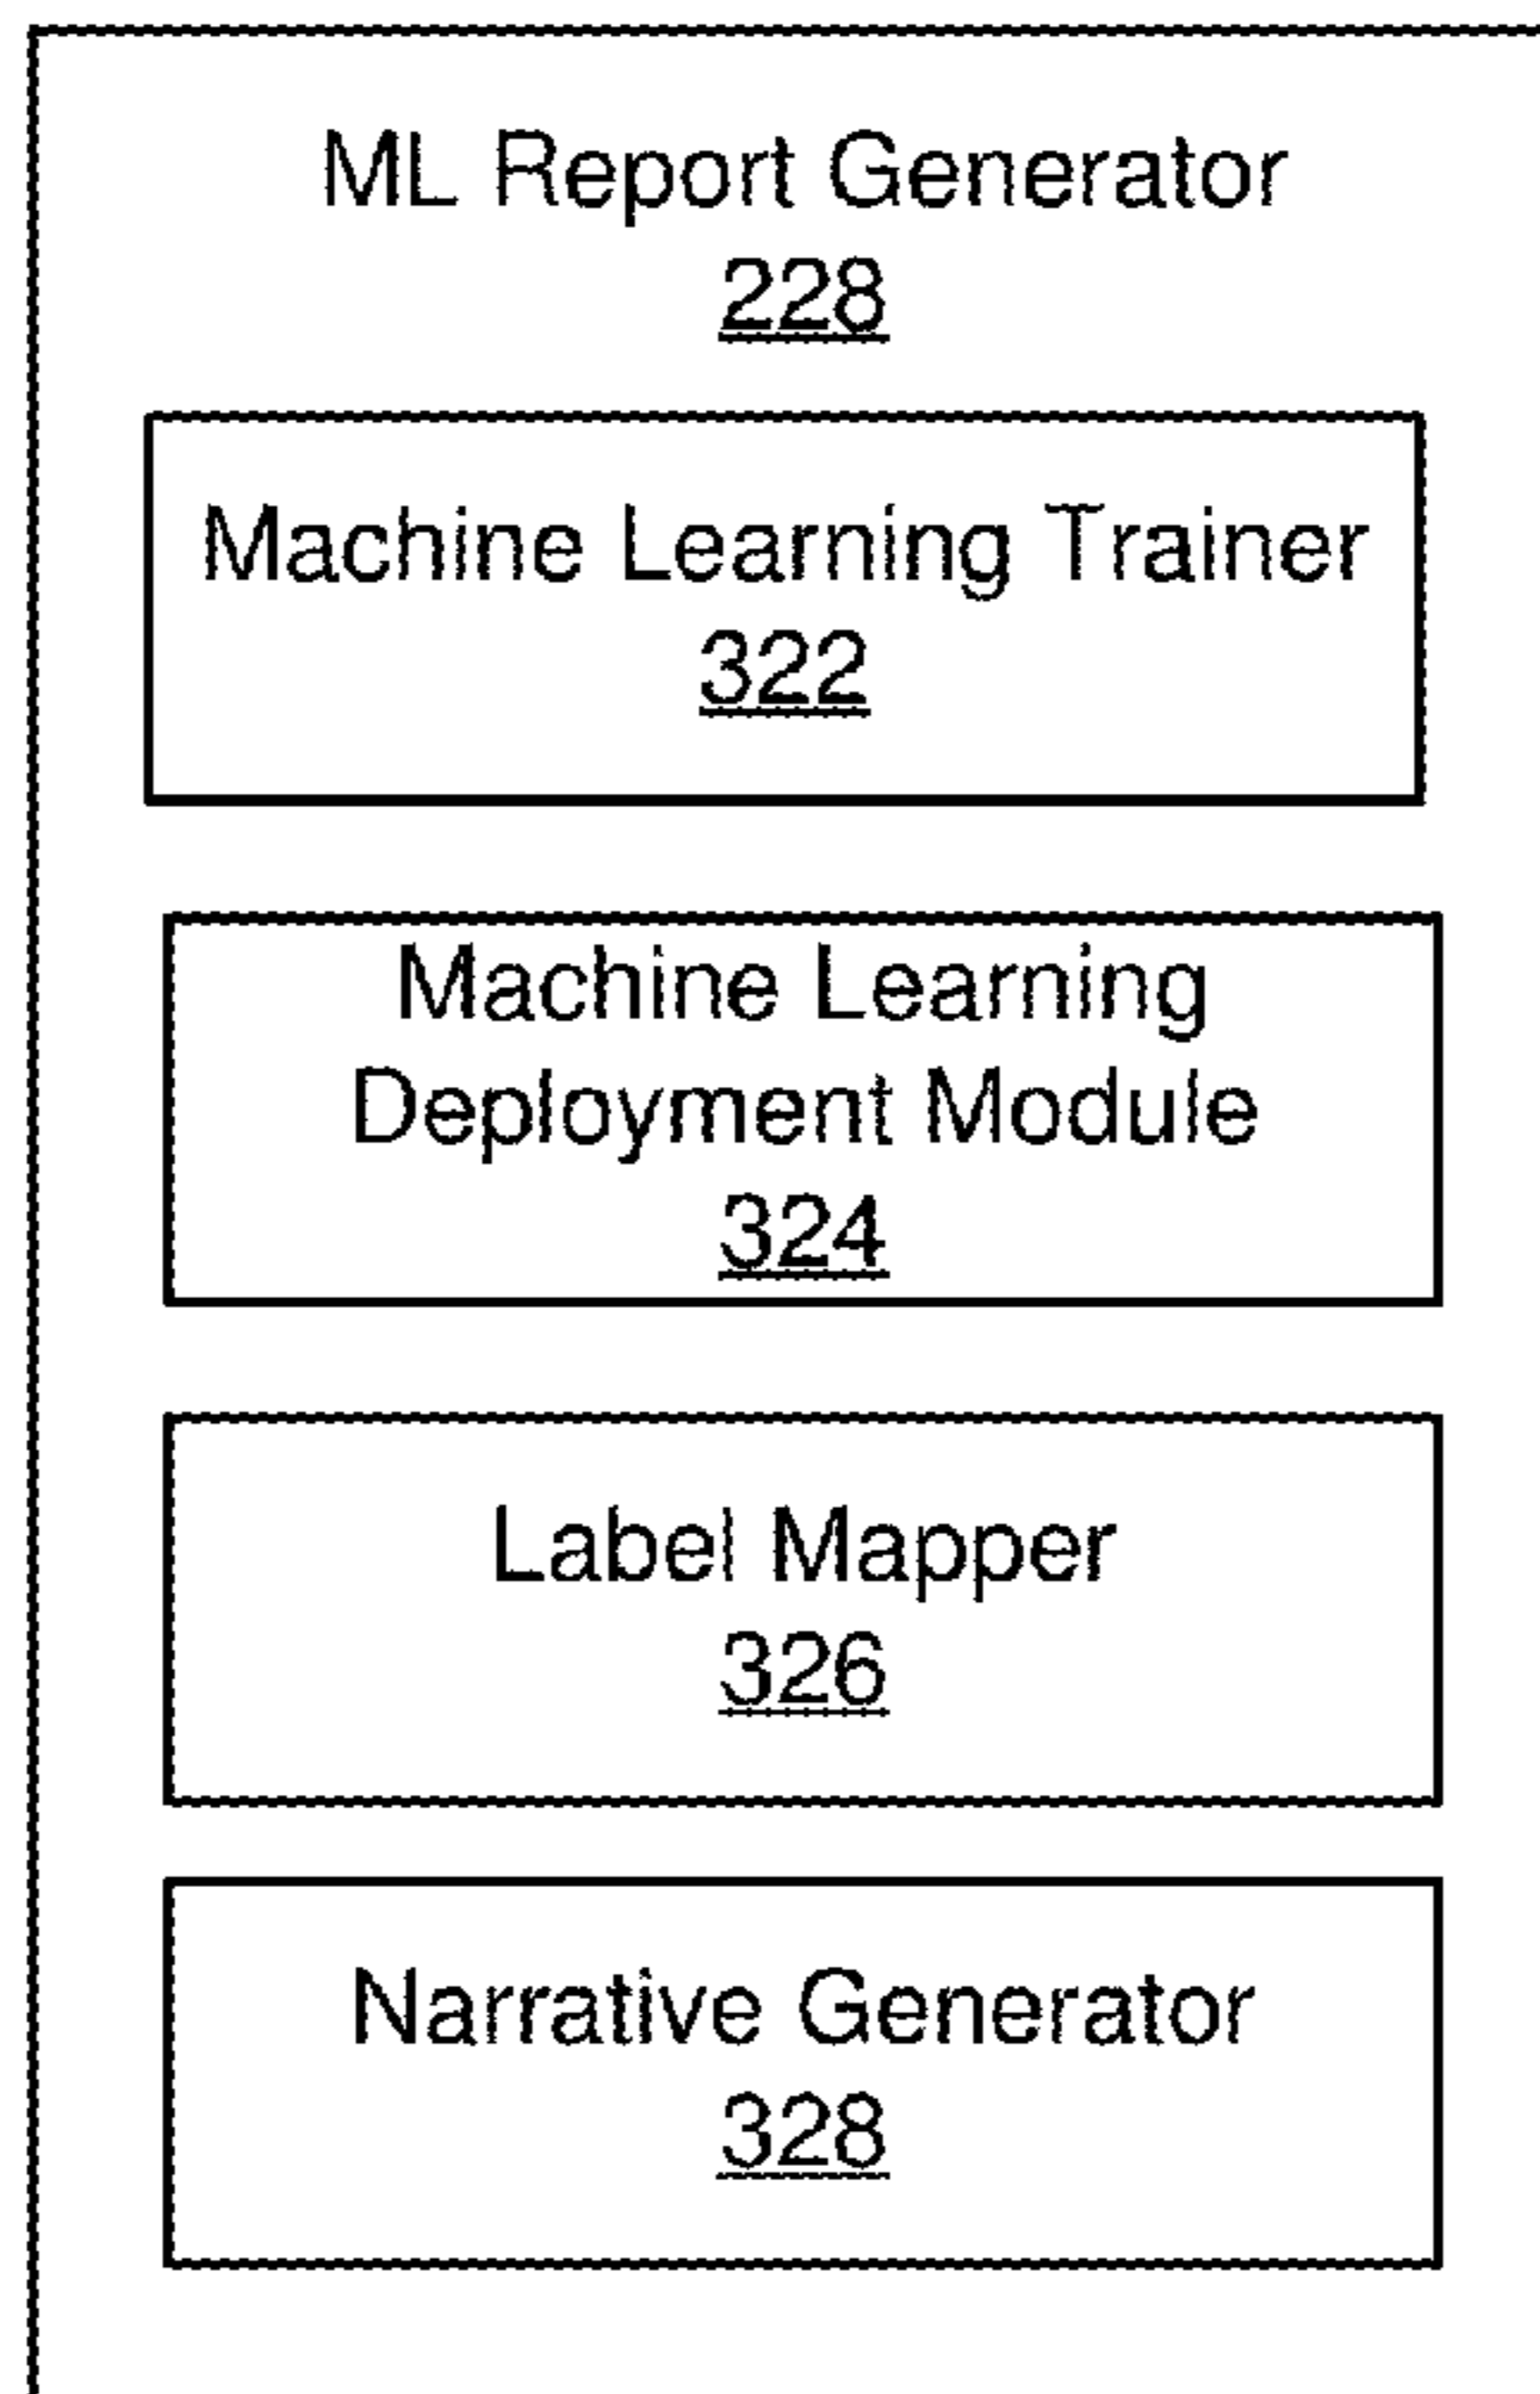 ML Report Generator
228
Machine Learning Trainer
322
Machine Learning
Deployment Module
324
Label Mapper
326
Narrative Generator
328